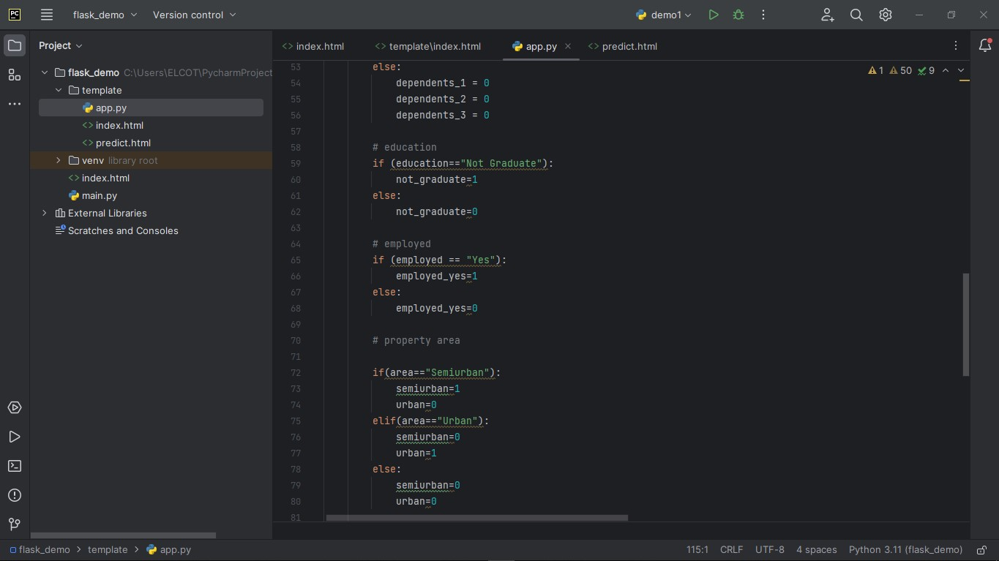 PC flask_demo Version control demo1
Project
index.html template\index.html app.py predict.html
flask_demo C:\Users\ELCOT\PycharmProject
template
app.py
index.html
predict.html
venv library root
index.html
main.py
External Libraries
Scratches and Consoles
1 50 9
53 else:
54 dependents_1 = 0
55 dependents_2 = 0
56 dependents_3 = 0
57
58 # education
59 if (education=="Not Graduate"):
60 not_graduate=1
61 else:
62 not_graduate=0
63
64 # employed
65 if (employed == "Yes"):
66 employed_yes=1
67 else:
68 employed_yes=0
69
70 # property area
71
72 if(area=="Semiurban"):
73 semiurban=1
74 urban=0
75 elif(area=="Urban"):
76 semiurban=0
77 urban=1
78 else:
79 semiurban=0
80 urban=0
81
flask_demo > template > app.py
115:1 CRLF UTF-8 4 spaces Python 3.11 (flask_demo)